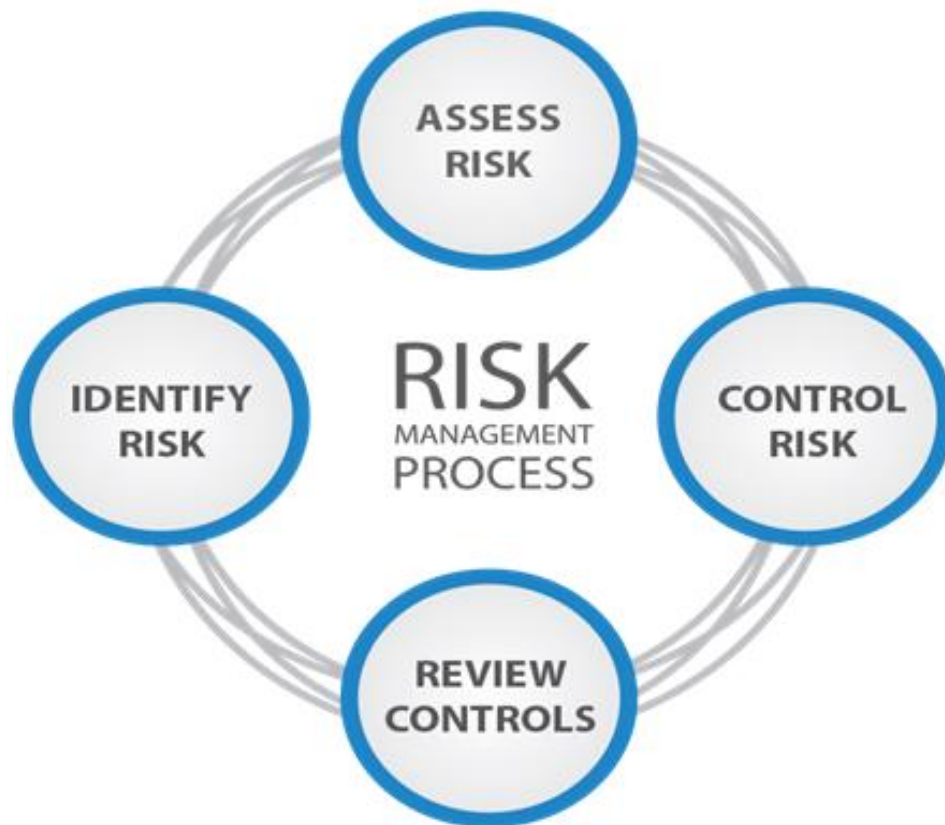 ASSESS
RISK
IDENTIFY
RISK
RISK
MANAGEMENT
PROCESS
CONTROL
RISK
REVIEW
CONTROLS